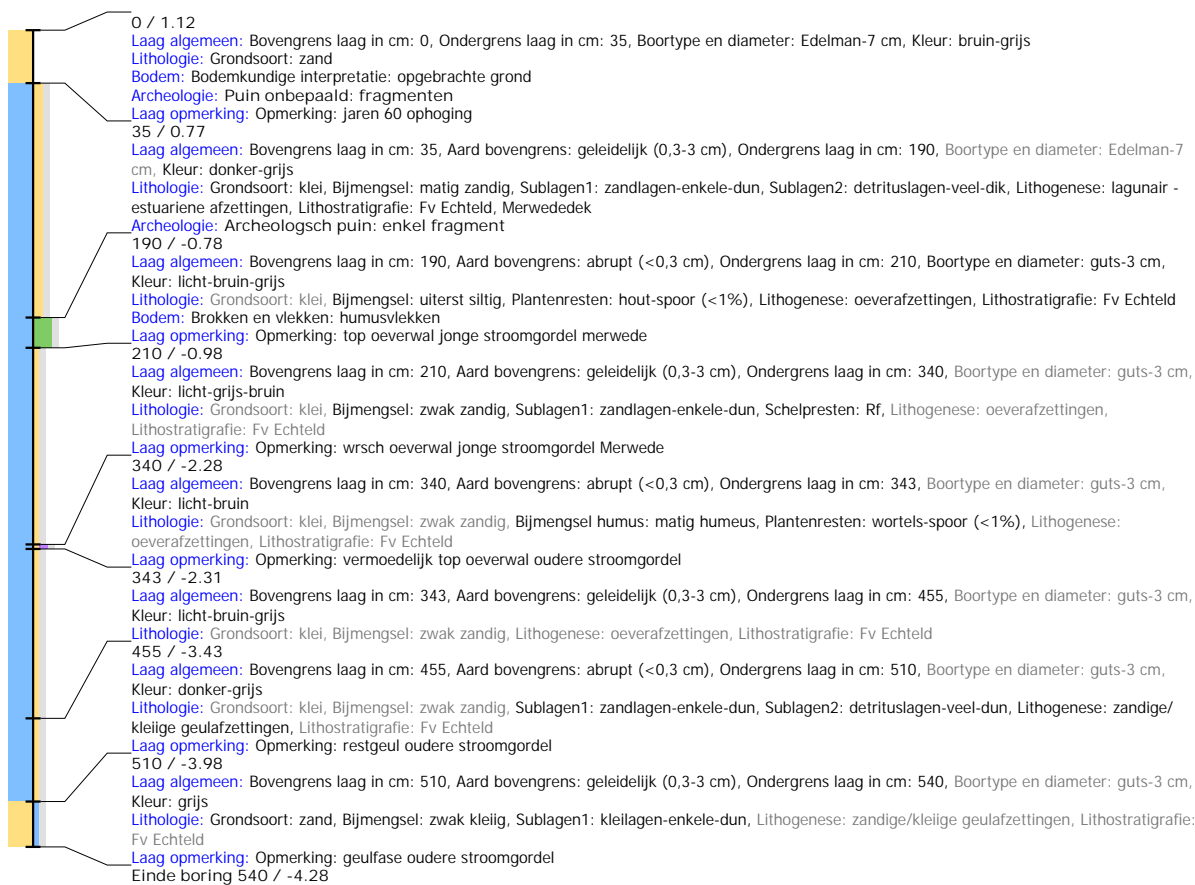 0 / 1.12
Laag algemeen: Bovengrens laag in cm: 0, Ondergrens laag in cm: 35, Boortype en diameter: Edelman-7 cm, Kleur: bruin-grijs
Lithologie: Grondsoort: zand
Bodem: Bodemkundige interpretatie: opgebrachte grond
Archeologie: Puin onbepaald: fragmenten
Laag opmerking: Opmerking: jaren 60 ophoging
35 / 0.77
Laag algemeen: Bovengrens laag in cm: 35, Aard bovengrens: geleidelijk (0,3-3 cm), Ondergrens laag in cm: 190, Boortype en diameter: Edelman-7
cm, Kleur: donker-grijs
Lithologie: Grondsoort: klei, Bijmengsel: matig zandig, Sublagen1: zandlagen-enkele-dun, Sublagen2: detrituslagen-veel-dik, Lithogenese: lagunair -
estuariene afzettingen, Lithostratigrafie: Fv Echteld, Merwededek
Archeologie: Archeologsch puin: enkel fragment
190 / -0.78
Laag algemeen: Bovengrens laag in cm: 190, Aard bovengrens: abrupt (<0,3 cm), Ondergrens laag in cm: 210, Boortype en diameter: guts-3 cm,
Kleur: licht-bruin-grijs
Lithologie: Grondsoort: klei, Bijmengsel: uiterst siltig, Plantenresten: hout-spoor (<1%), Lithogenese: oeverafzettingen, Lithostratigrafie: Fv Echteld
Bodem: Brokken en vlekken: humusvlekken
Laag opmerking: Opmerking: top oeverwal jonge stroomgordel merwede
210 / -0.98
Laag algemeen: Bovengrens laag in cm: 210, Aard bovengrens: geleidelijk (0,3-3 cm), Ondergrens laag in cm: 340, Boortype en diameter: guts-3 cm,
Kleur: licht-grijs-bruin
Lithologie: Grondsoort: klei, Bijmengsel: zwak zandig, Sublagen1: zandlagen-enkele-dun, Schelpresten: Rf, Lithogenese: oeverafzettingen,
Lithostratigrafie: Fv Echteld
Laag opmerking: Opmerking: wrsch oeverwal jonge stroomgordel Merwede
340 / -2.28
Laag algemeen: Bovengrens laag in cm: 340, Aard bovengrens: abrupt (<0,3 cm), Ondergrens laag in cm: 343, Boortype en diameter: guts-3 cm,
Kleur: licht-bruin
Lithologie: Grondsoort: klei, Bijmengsel: zwak zandig, Bijmengsel humus: matig humeus, Plantenresten: wortels-spoor (<1%), Lithogenese:
oeverafzettingen, Lithostratigrafie: Fv Echteld
Laag opmerking: Opmerking: vermoedelijk top oeverwal oudere stroomgordel
343 / -2.31
Laag algemeen: Bovengrens laag in cm: 343, Aard bovengrens: geleidelijk (0,3-3 cm), Ondergrens laag in cm: 455, Boortype en diameter: guts-3 cm,
Kleur: licht-bruin-grijs
Lithologie: Grondsoort: klei, Bijmengsel: zwak zandig, Lithogenese: oeverafzettingen, Lithostratigrafie: Fv Echteld
455 / -3.43
Laag algemeen: Bovengrens laag in cm: 455, Aard bovengrens: abrupt (<0,3 cm), Ondergrens laag in cm: 510, Boortype en diameter: guts-3 cm,
Kleur: donker-grijs
Lithologie: Grondsoort: klei, Bijmengsel: zwak zandig, Sublagen1: zandlagen-enkele-dun, Sublagen2: detrituslagen-veel-dun, Lithogenese: zandige/
kleiige geulafzettingen, Lithostratigrafie: Fv Echteld
Laag opmerking: Opmerking: restgeul oudere stroomgordel
510 / -3.98
Laag algemeen: Bovengrens laag in cm: 510, Aard bovengrens: geleidelijk (0,3-3 cm), Ondergrens laag in cm: 540, Boortype en diameter: guts-3 cm,
Kleur: grijs
Lithologie: Grondsoort: zand, Bijmengsel: zwak kleiig, Sublagen1: kleilagen-enkele-dun, Lithogenese: zandige/kleiige geulafzettingen, Lithostratigrafie:
Fv Echteld
Laag opmerking: Opmerking: geulfase oudere stroomgordel
Einde boring 540 / -4.28